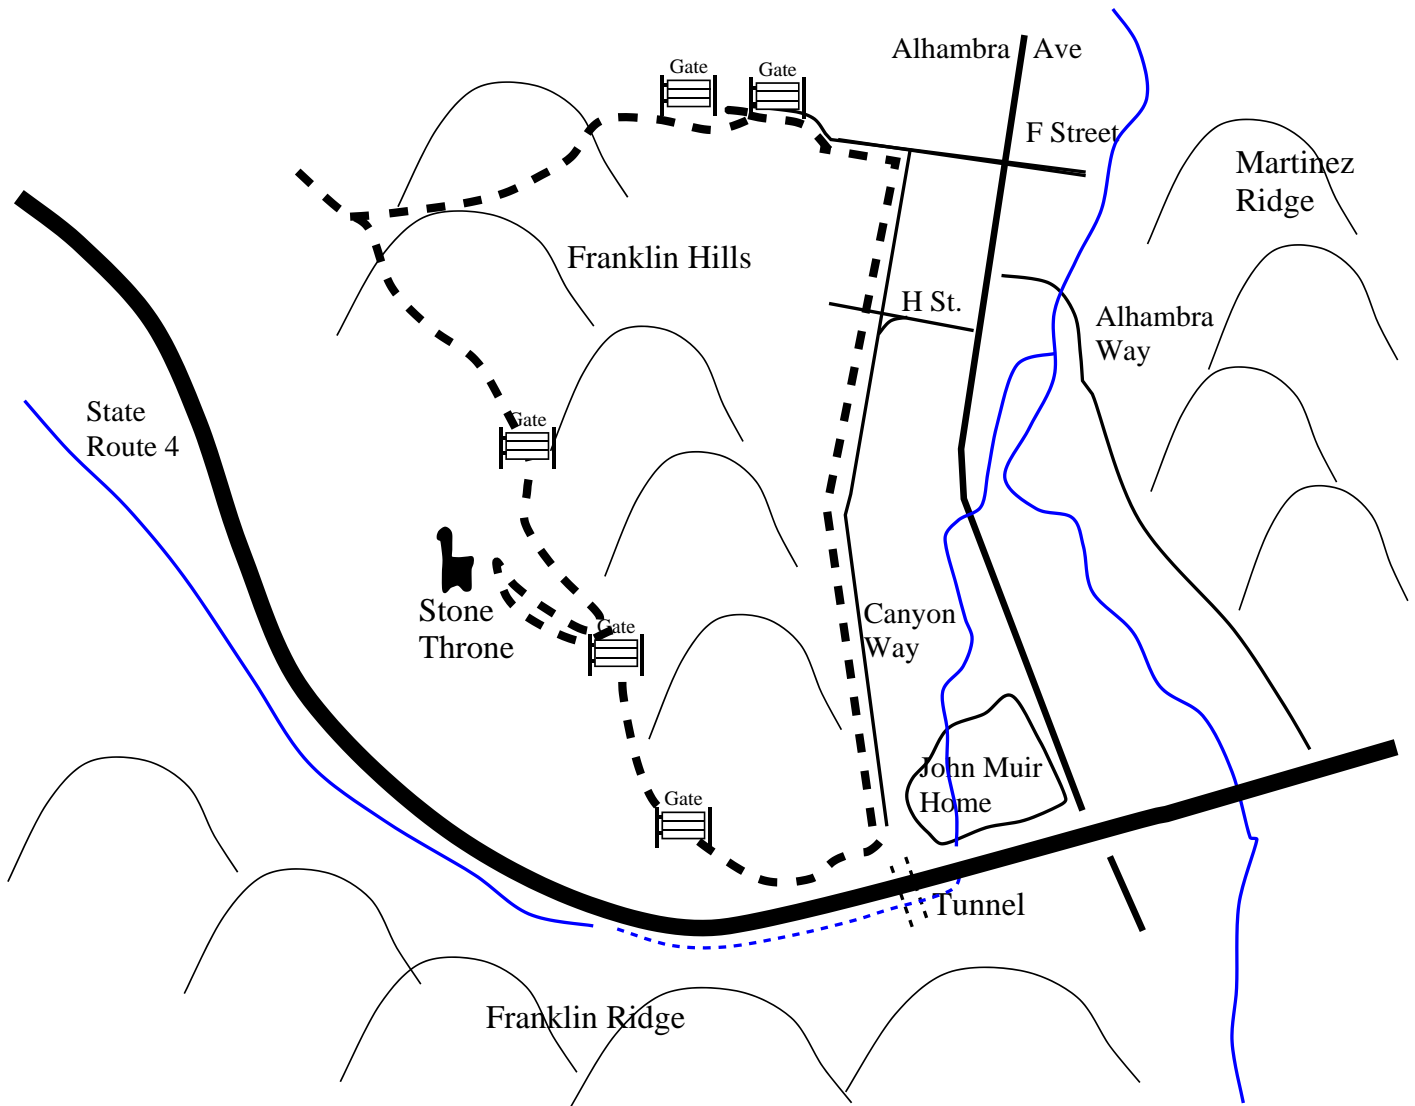 Alhambra Ave
Gate
Gate
F Street
Martinez
Ridge
Franklin Hills
H St.
Alhambra
Way
State
Route 4
Gate
Stone
Throne
Gate
Canyon
Way
John Muir
Home
Gate
Tunnel
Franklin Ridge